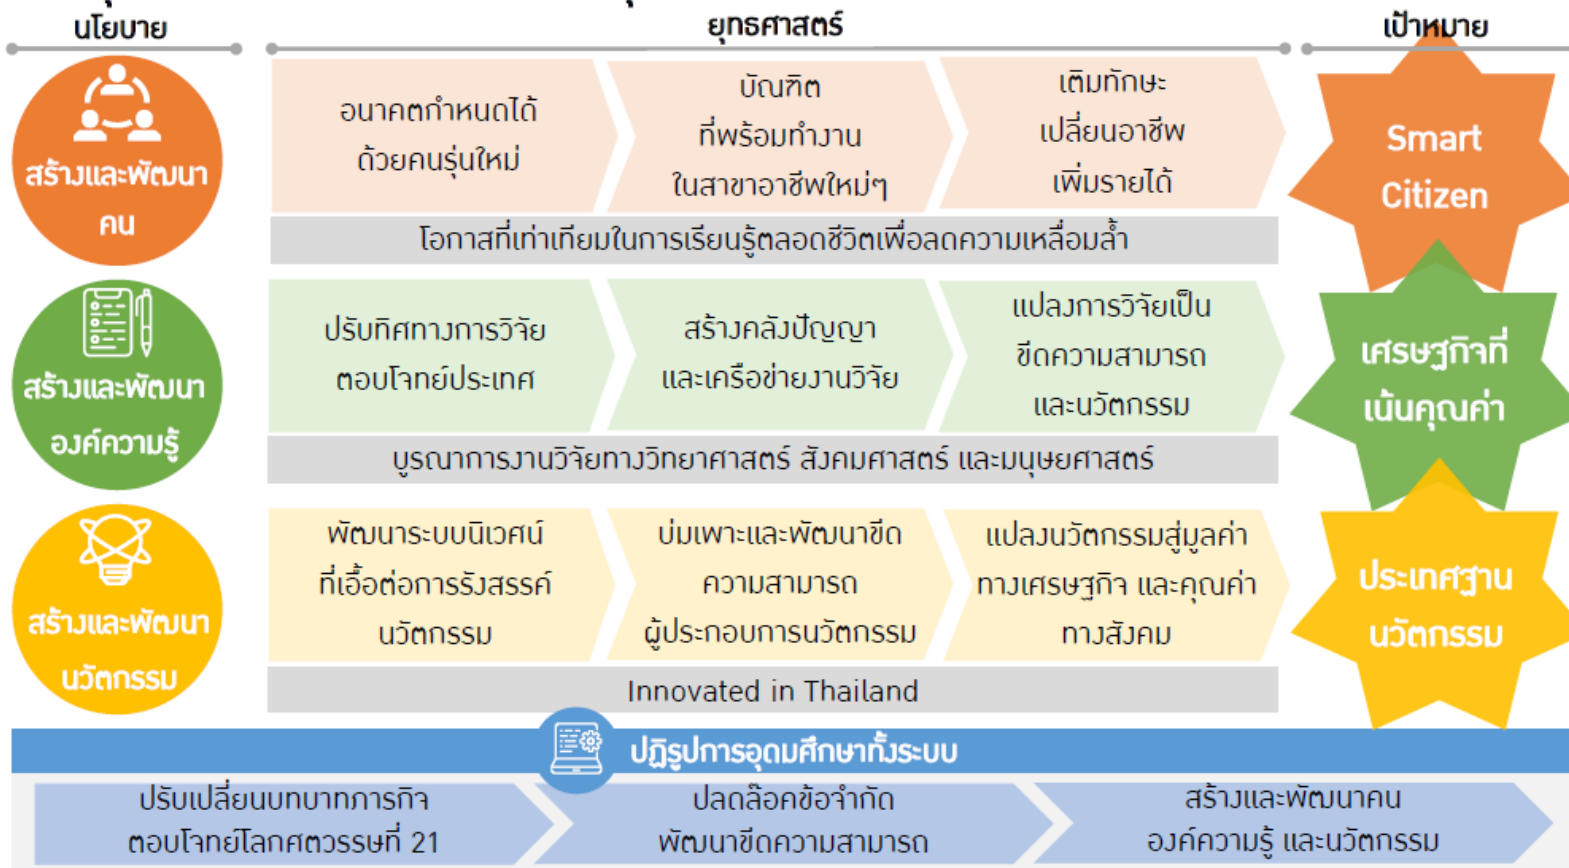 นโยบาย
ยุทธศาสตร์
เป้าหมาย
สร้างและพัฒนา
คน
อนาคตกำหนดได้
ด้วยคนรุ่นใหม่
บัณฑิต
ที่พร้อมทำงาน
ในสาขาอาชีพใหม่ๆ
เติมทักษะ
เปลี่ยนอาชีพ
เพิ่มรายได้
โอกาสที่เท่าเทียมในการเรียนรู้ตลอดชีวิตเพื่อลดความเหลื่อมล้ำ
Smart
Citizen
สร้างและพัฒนา
องค์ความรู้
ปรับทิศทางการวิจัย
ตอบโจทย์ประเทศ
สร้างคลังปัญญา
และเครือข่ายงานวิจัย
แปลงการวิจัยเป็น
ขีดความสามารถ
และนวัตกรรม
บูรณาการงานวิจัยทางวิทยาศาสตร์ สังคมศาสตร์ และมนุษยศาสตร์
เศรษฐกิจที่
เน้นคุณค่า
สร้างและพัฒนา
นวัตกรรม
พัฒนาระบบนิเวศน์
ที่เอื้อต่อการรังสรรค์
นวัตกรรม
บ่มเพาะและพัฒนาขีด
ความสามารถ
ผู้ประกอบการนวัตกรรม
แปลงนวัตกรรมสู่มูลค่า
ทางเศรษฐกิจ และคุณค่า
ทางสังคม
Innovated in Thailand
ประเทศฐาน
นวัตกรรม
ปฏิรูปการอุดมศึกษาทั้งระบบ
ปรับเปลี่ยนบทบาทภารกิจ
ตอบโจทย์โลกศตวรรษที่ 21
ปลดล๊อคข้อจำกัด
พัฒนาขีดความสามารถ
สร้างและพัฒนาคน
องค์ความรู้ และนวัตกรรม